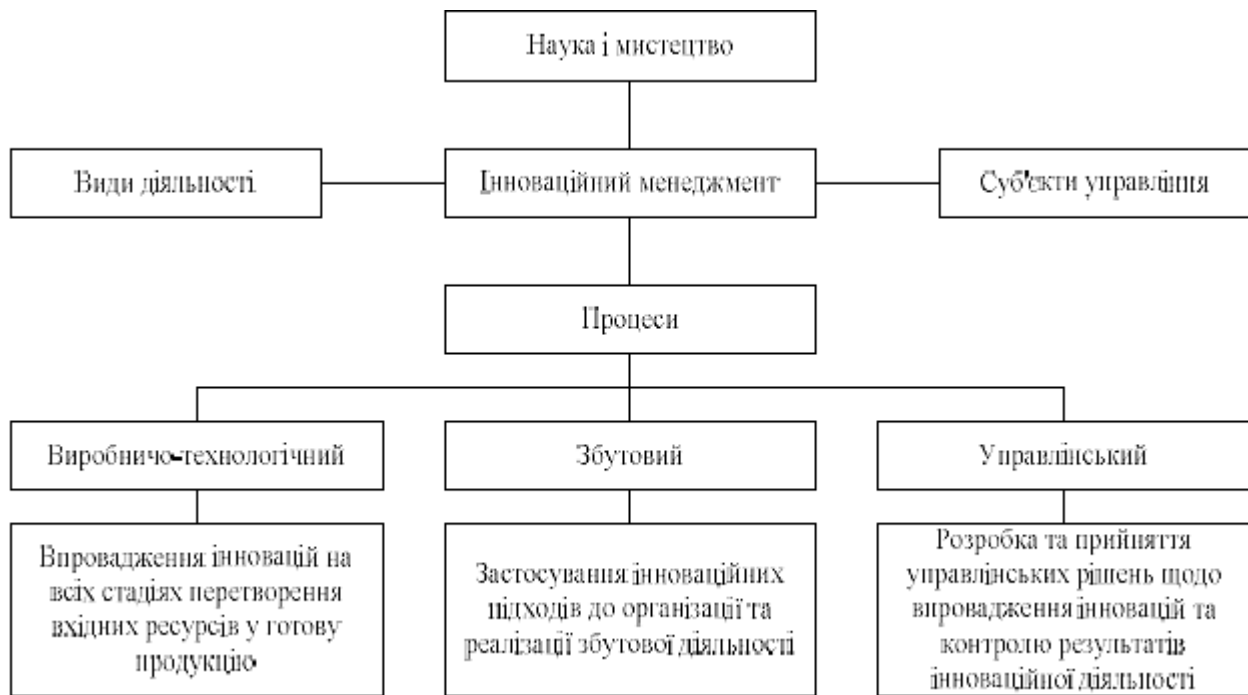 Наука і мистецтво
Види діяльності
Інноваційний менеджмент
Суб'єкти управління
Процеси
Виробничо-технологічний
Збутовий
Управлінський
Впровадження інновацій на
всіх стадіях перетворення
вхідних ресурсів у готову
продукцію
Застосування інноваційних
підходів до організації та
реалізації збутової діяльності
Розробка та прийняття
управлінських рішень щодо
впровадження інновацій та
контролю результатів
інноваційної діяльності